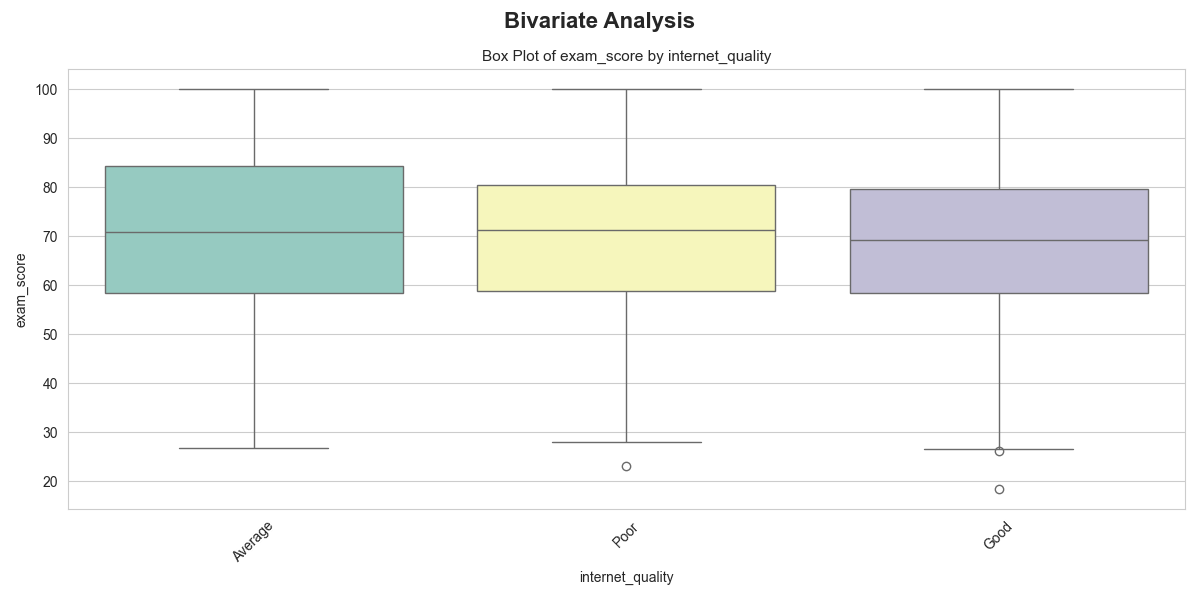 Bivariate Analysis
Box Plot of exam_score by internet_quality
100
90
80
70
60
50
40
30
20
exam_score
Average
Poor
Good
internet_quality